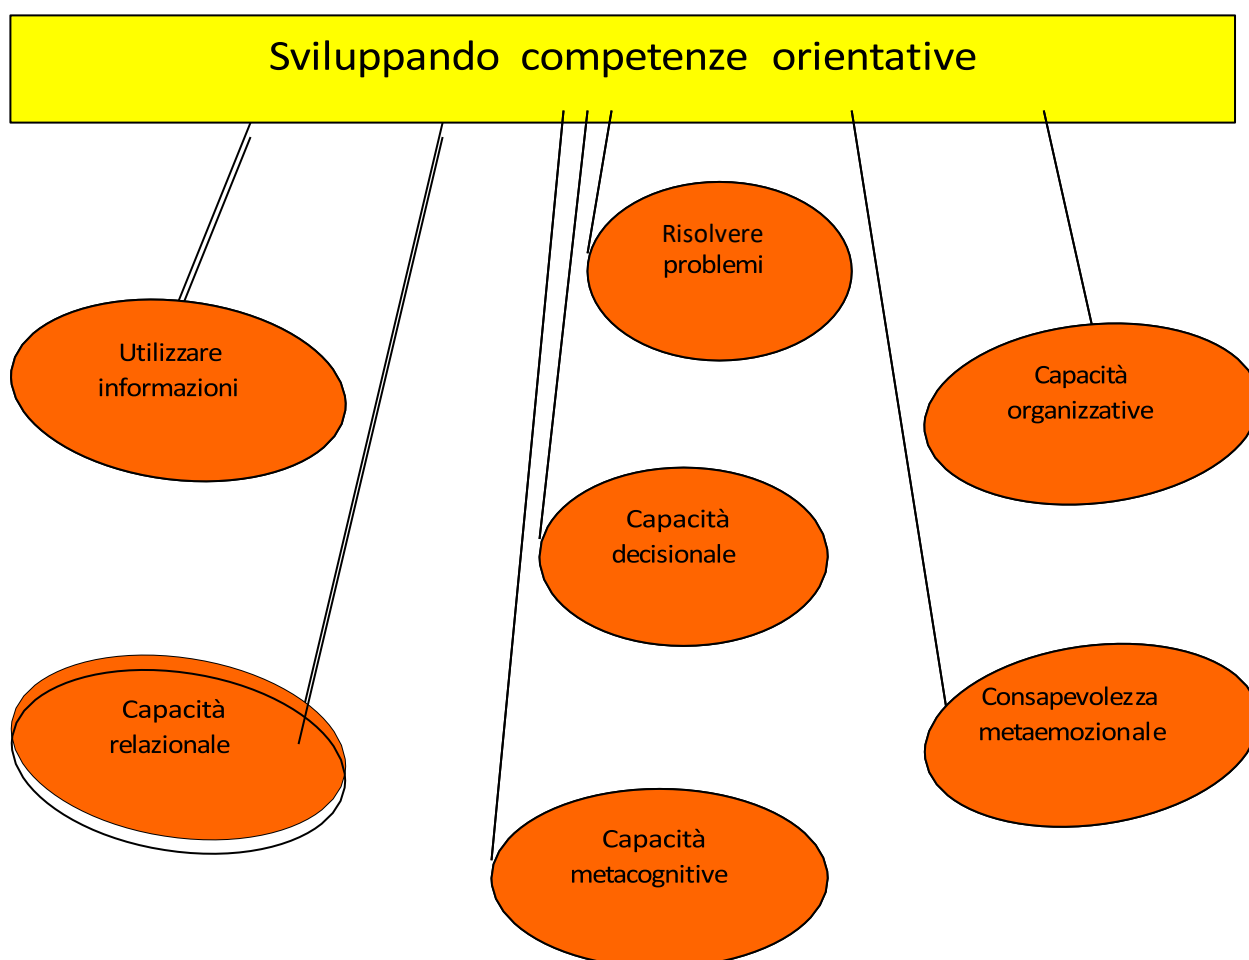 Sviluppando competenze orientative
Risolvere
problemi
Utilizzare
informazioni
Capacità
organizzative
Capacità
decisionale
Capacità
relazionale
Consapevolezza
metaemozionale
Capacità
metacognitive